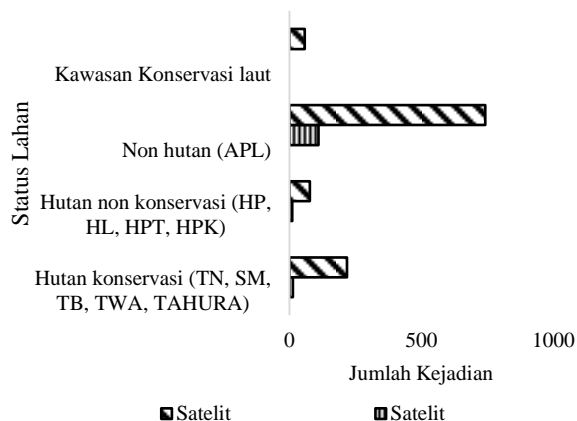 Status Lahan
Kawasan Konservasi laut
Non hutan (APL)
Hutan non konservasi (HP,
HL, HPT, HPK)
Hutan konservasi (TN, SM,
TB, TWA, TAHURA)
0
500
1000
Jumlah Kejadian
Satelit
Satelit